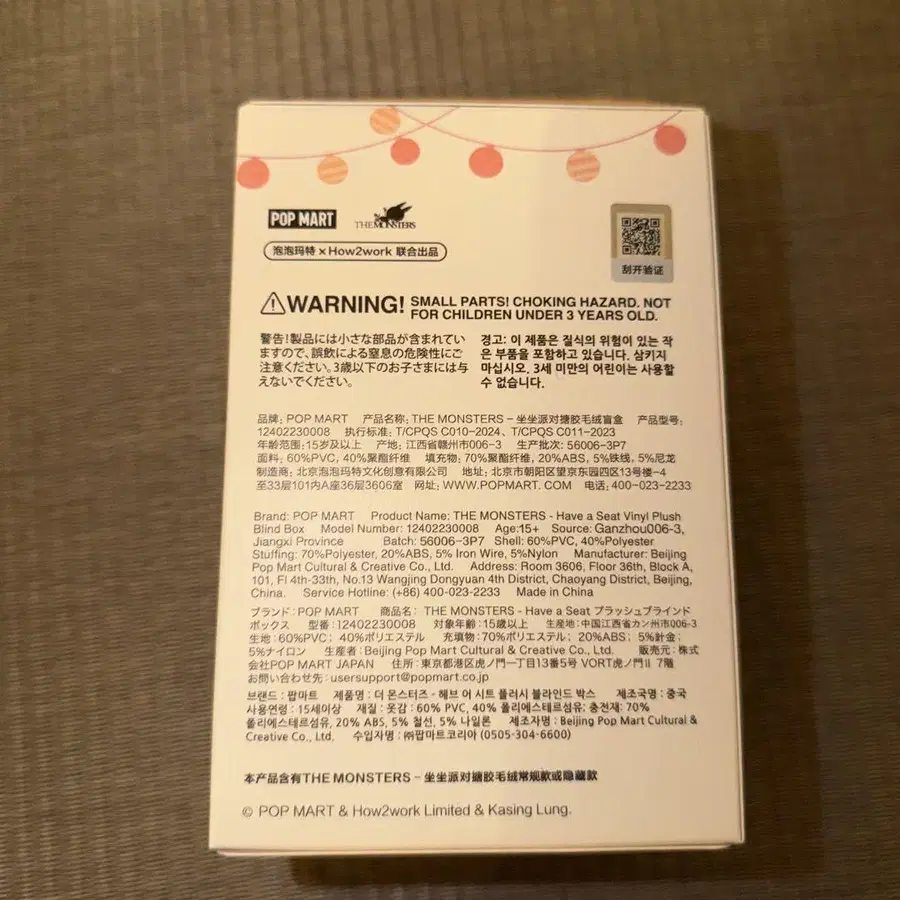 POP MART
THE MONSTERS
泡泡玛特 × How2work 联合出品
刮开验证
WARNING! SMALL PARTS! CHOKING HAZARD. NOT
FOR CHILDREN UNDER 3 YEARS OLD.
警告!製品には小さな部品が含まれてい
ますので、誤飲による窒息の危険性にご
注意ください。3歳以下のお子さまには与
えないでください。
경고: 이 제품은 질식의 위험이 있는 작
은 부품을 포함하고 있습니다. 삼키지
마십시오. 3세 미만의 어린이는 사용할
수 없습니다.
品牌: POP MART 产品名称: THE MONSTERS – 坐坐派对搪胶毛绒盲盒 产品型号:
12402230008 执行标准: T/CPQS C010-2024、T/CPQS C011-2023
年龄范围:15岁及以上 产地: 江西省赣州市006-3 生产批次: 56006-3P7
面料: 60%PVC, 40%聚酯纤维 填充物: 70%聚酯纤维, 20%ABS, 5%铁线, 5%尼龙
制造商: 北京泡泡玛特文化创意有限公司 地址: 北京市朝阳区望京东园四区13号楼-4
至33层101内A座36层3606室 网址: WWW.POPMART. COM 电话: 400-023-2233
Brand: POP MART Product Name: THE MONSTERS - Have a Seat Vinyl Plush
Blind Box Model Number: 12402230008 Age:15+ Source: Ganzhou006-3,
Jiangxi Province Batch: 56006-3P7 Shell: 60%PVC, 40%Polyester
Stuffing: 70%Polyester, 20%ABS, 5% Iron Wire, 5%Nylon Manufacturer: Beijing
Pop Mart Cultural & Creative Co., Ltd. Address: Room 3606, Floor 36th, Block A,
101, Fl 4th-33th, No.13 Wangjing Dongyuan 4th District, Chaoyang District, Beijing,
China. Service Hotline: (+86) 400-023-2233 Made in China
ブランド: POP MART 商品名: THE MONSTERS - Have a Seat プラッシュブラインド
ボックス 型番: 12402230008 対象年齢: 15歳以上 生産地: 中国江西省カン州市006-3
生地: 60%PVC; 40%ポリエステル 充填物: 70%ポリエステル; 20%ABS; 5%針金;
5%ナイロン 生産者: Beijing Pop Mart Cultural & Creative Co., Ltd. 販売元: 株式
会社POP MART JAPAN 住所: 東京都港区虎ノ門一丁目13番5号 VORT虎ノ門II 7階
お問い合わせ先: usersupport@popmart.co.jp
브랜드 : 팝마트 제품명 : 더 몬스터즈 - 헤브 어 시트 플러시 블라인드 박스 제조국명 : 중국
사용연령 : 15세이상 재질 : 옷감 : 60% PVC, 40% 폴리에스테르섬유; 충전재: 70%
폴리에스테르섬유, 20% ABS, 5% 철선, 5% 나일론 제조자명 : Beijing Pop Mart Cultural &
Creative Co., Ltd. 수입자명 : ㈜팝마트코리아 (0505-304-6600)
本产品含有THE MONSTERS – 坐坐派对搪胶毛绒常规款或隐藏款
© POP MART & How2work Limited & Kasing Lung.